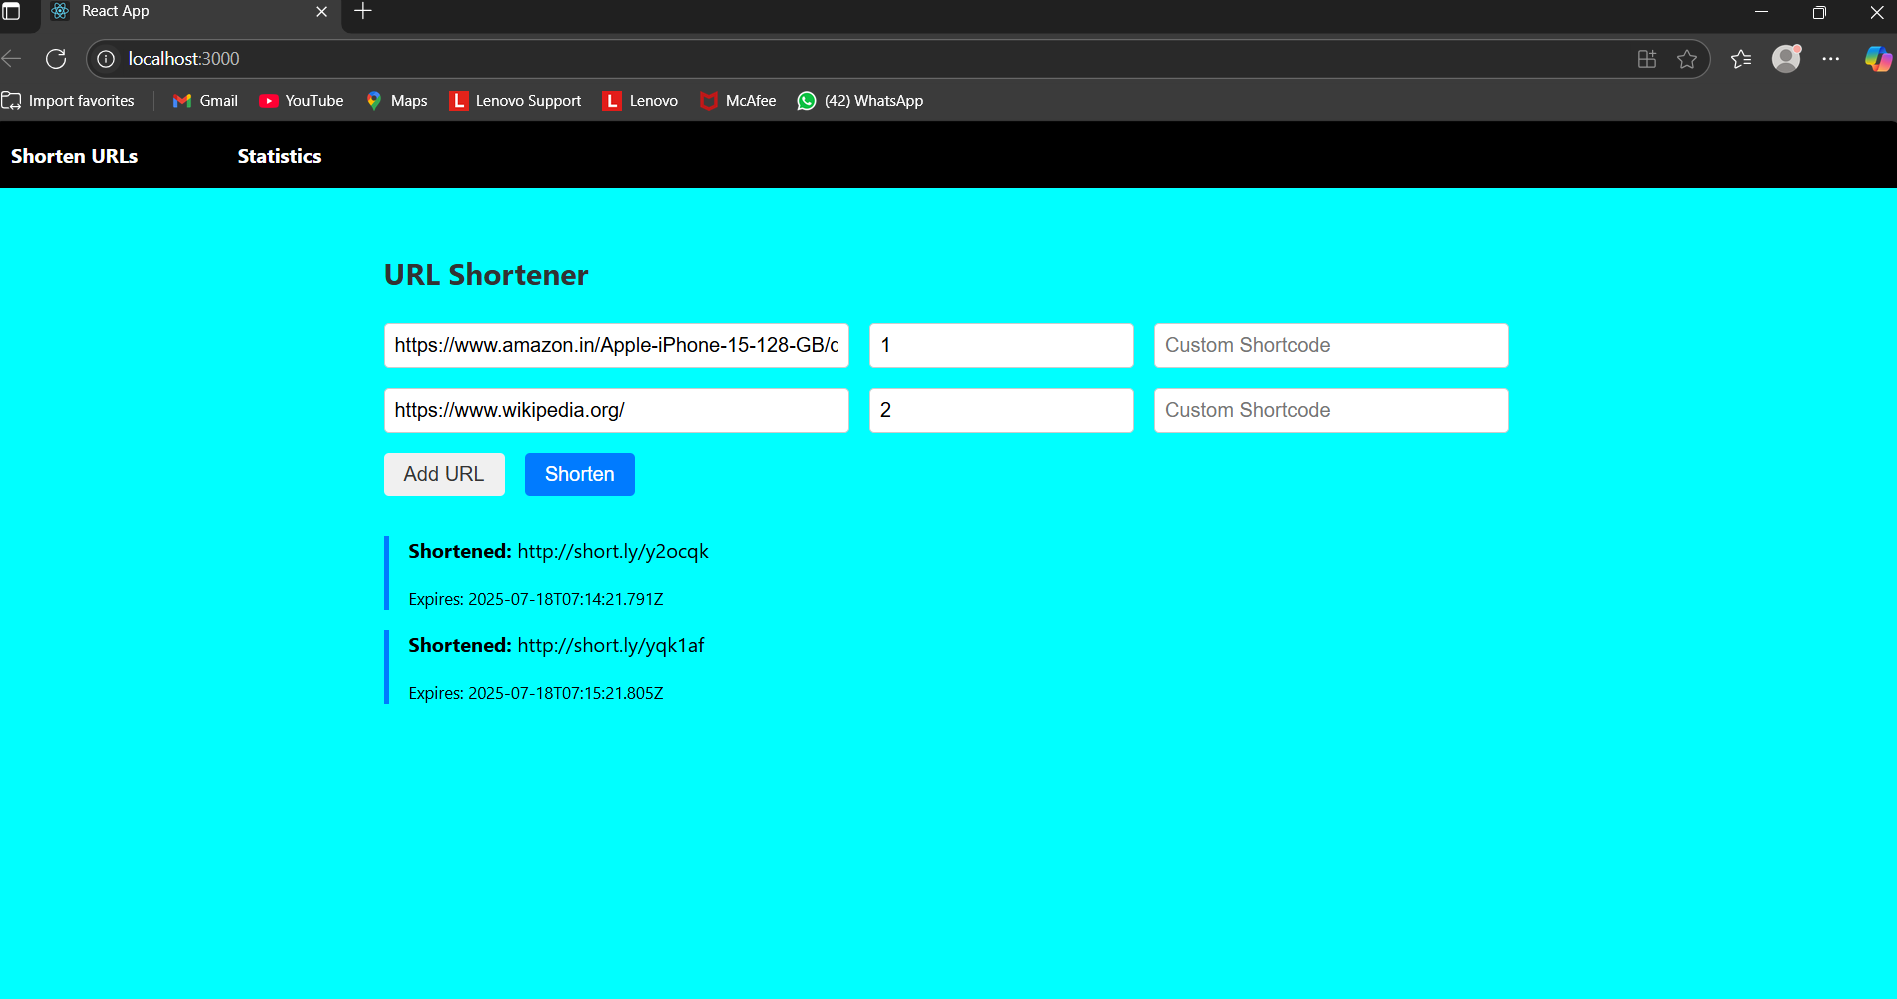 React App
localhost:3000
Import favorites Gmail YouTube Maps L Lenovo Support L Lenovo McAfee (42) WhatsApp
Shorten URLs Statistics
URL Shortener
https://www.amazon.in/Apple-iPhone-15-128-GB/ 1 Custom Shortcode
https://www.wikipedia.org/ 2 Custom Shortcode
Add URL Shorten
Shortened: http://short.ly/y2ocqk
Expires: 2025-07-18T07:14:21.791Z
Shortened: http://short.ly/yqk1af
Expires: 2025-07-18T07:15:21.805Z